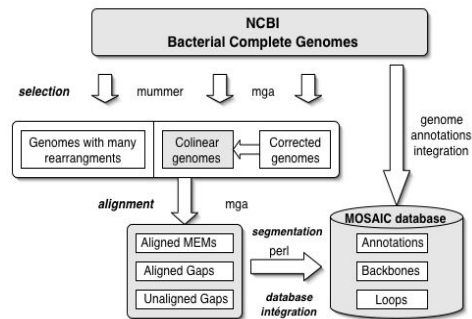 NCBI
Bacterial Complete Genomes
selection mummer mga
genome
annotations
integration
Genomes with many
rearrangments
Colinear
genomes
Corrected
genomes
alignment mga
MOSAIC database
Aligned MEMs
Aligned Gaps
Unaligned Gaps
segmentation
perl
database
intégration
Annotations
Backbones
Loops